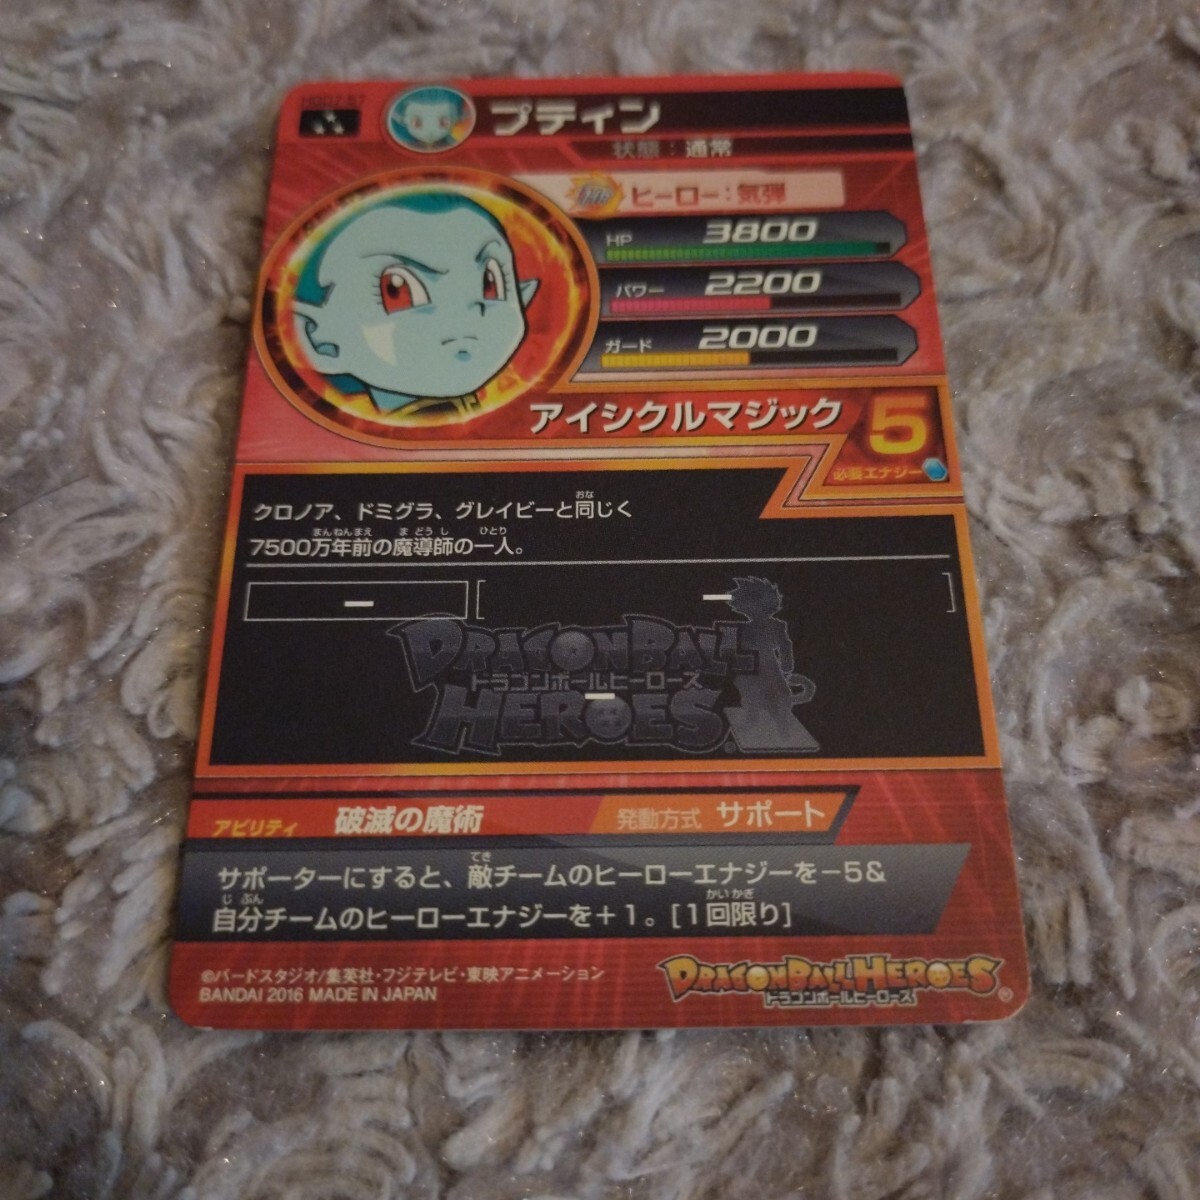 HGD7-57
プティン
状態：通常
ヒーロー：気弾
HP 3800
パワー 2200
ガード 2000
アイシクルマジック 5
必要エナジー
クロノア、ドミグラ、グレイビーと同じく
7500万年前の魔導師の一人。
DRAGONBALL
ドラゴンボールヒーローズ
HEROES
アビリティ 破滅の魔術 発動方式 サポート
サポーターにすると、敵チームのヒーローエナジーを−5&
自分チームのヒーローエナジーを＋1。[1回限り]
©バードスタジオ/集英社・フジテレビ・東映アニメーション
BANDAI 2016 MADE IN JAPAN
DRAGONBALL HEROES
ドラゴンボールヒーローズ